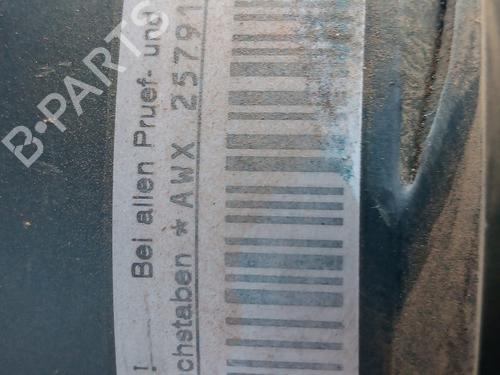 ! Bei allen Pruef- und
chstaben * AWX 25791
B-PARTS